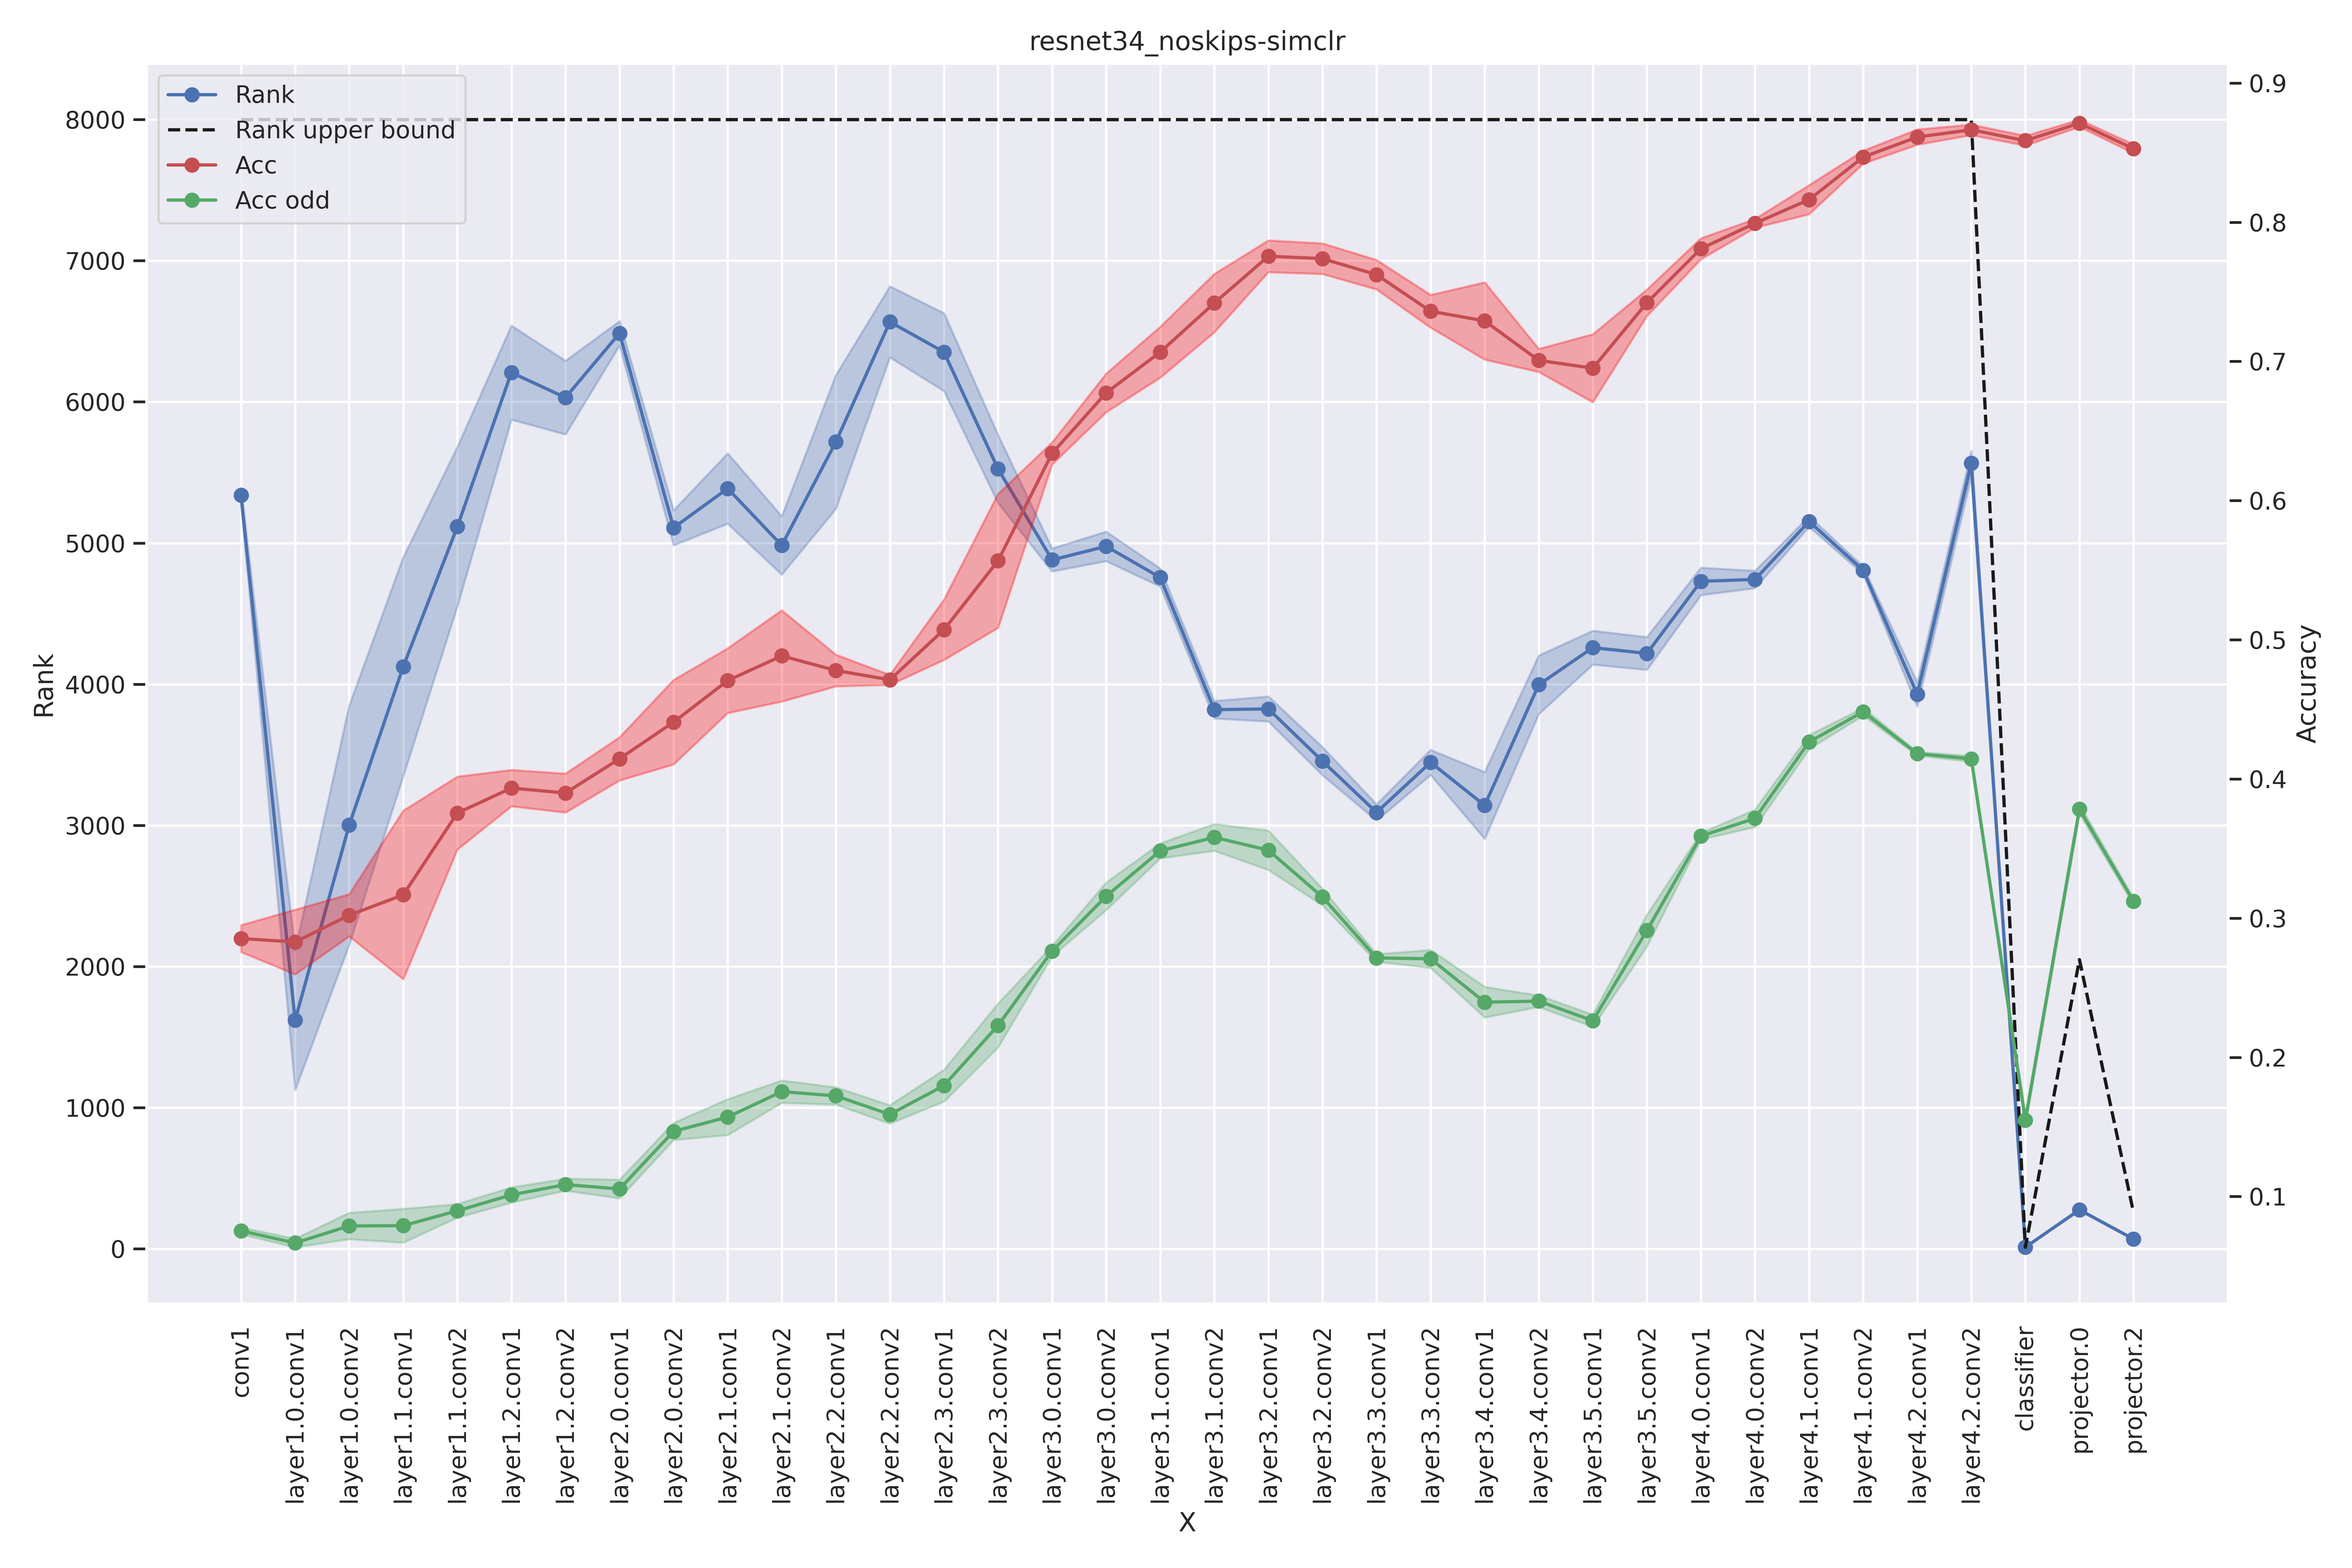 resnet34_noskips-simclr
Rank
Rank upper bound
Acc
Acc odd
8000
7000
6000
5000
4000
3000
2000
1000
0
Rank
0.9
0.8
0.7
0.6
0.5
0.4
0.3
0.2
0.1
Accuracy
conv1
layer1.0.conv1
layer1.0.conv2
layer1.1.conv1
layer1.1.conv2
layer1.2.conv1
layer1.2.conv2
layer2.0.conv1
layer2.0.conv2
layer2.1.conv1
layer2.1.conv2
layer2.2.conv1
layer2.2.conv2
layer2.3.conv1
layer2.3.conv2
layer3.0.conv1
layer3.0.conv2
layer3.1.conv1
layer3.1.conv2
layer3.2.conv1
layer3.2.conv2
layer3.3.conv1
layer3.3.conv2
layer3.4.conv1
layer3.4.conv2
layer3.5.conv1
layer3.5.conv2
layer4.0.conv1
layer4.0.conv2
layer4.1.conv1
layer4.1.conv2
layer4.2.conv1
layer4.2.conv2
classifier
projector.0
projector.2
X